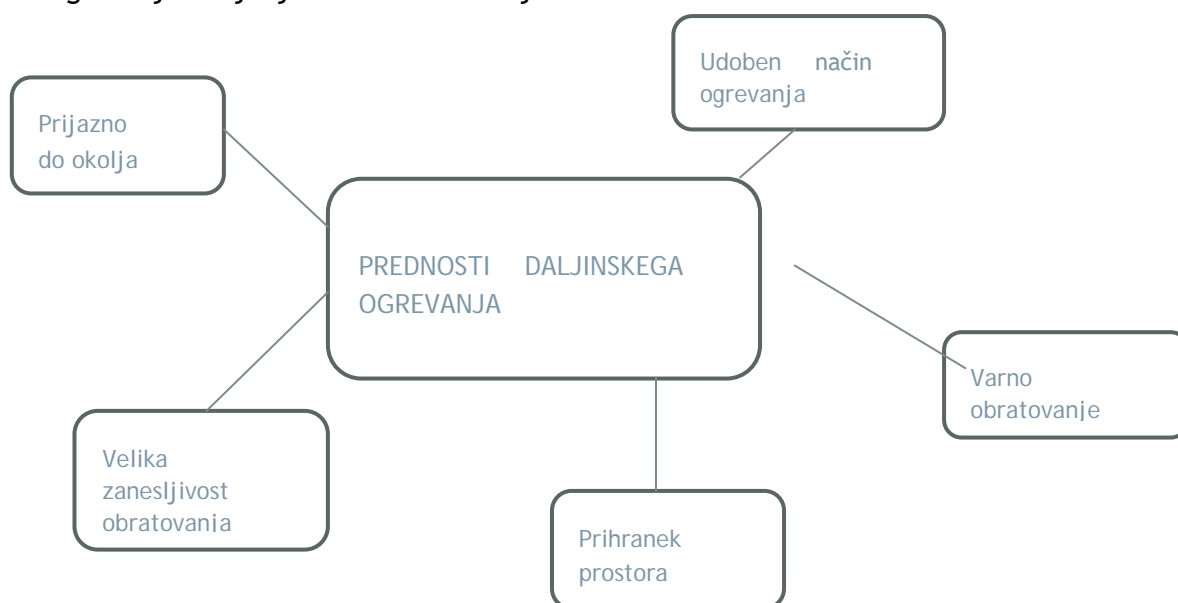 Udoben način
ogrevanja
Prijazno
do okolja
PREDNOSTI DALJINSKEGA
OGREVANJA
Varno
obratovanje
Velika
zanesljivost
obratovanja
Prihranek
prostora